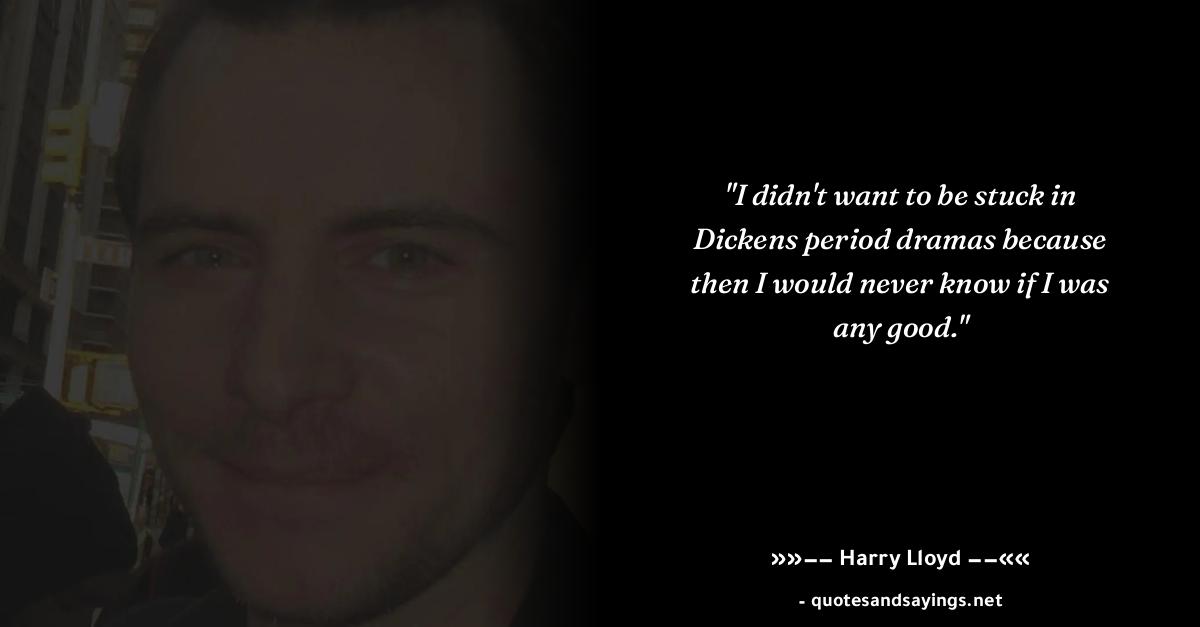 "I didn't want to be stuck in
Dickens period dramas because
then I would never know if I was
any good."
»»−− Harry Lloyd −−««
- quotesandsayings.net